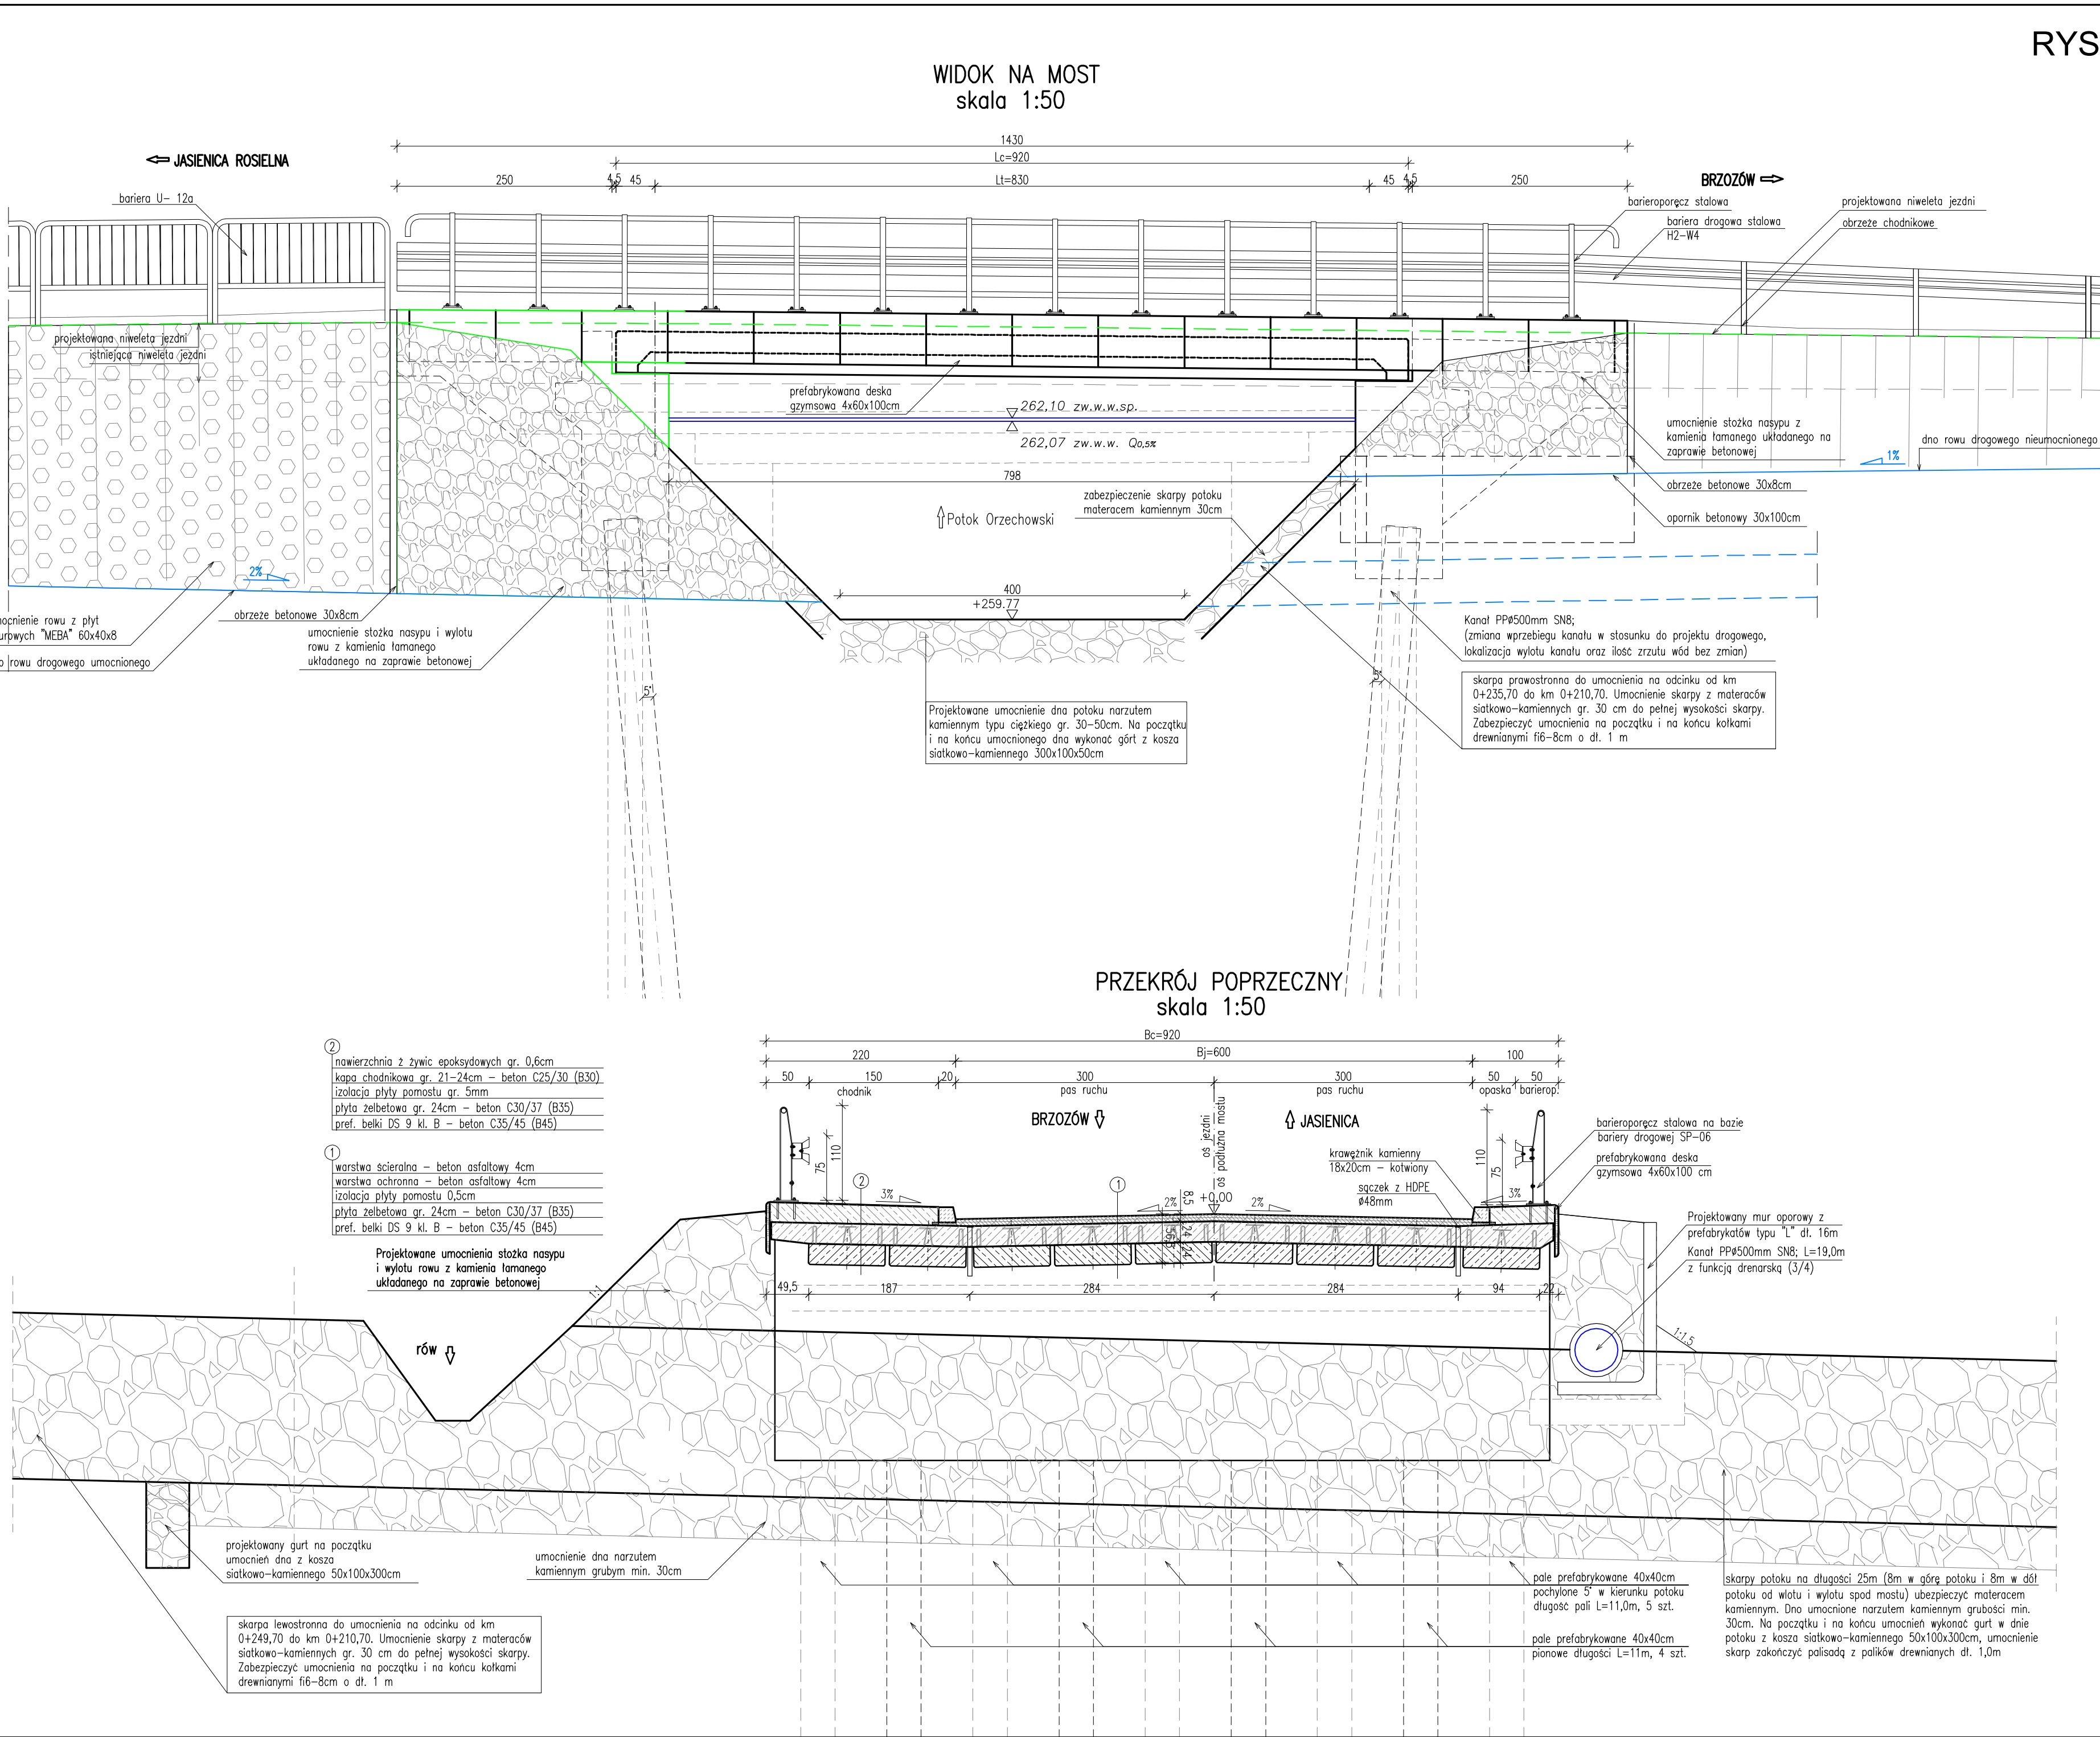 RYS
WIDOK NA MOST
skala 1:50
1430
Lc=920
250
4,5
45
Lt=830
45
4,5
250
JASIENICA ROSIELNA
BRZOZÓW
bariera U- 12a
barieroporęcz stalowa
bariera drogowa stalowa
H2-W4
projektowana niweleta jezdni
obrzeże chodnikowe
projektowana niweleta jezdni
istniejąca niweleta jezdni
prefabrykowana deska
gzymsowa 4x60x100cm
262,10 zw.w.w.sp.
262,07 zw.w.w. Q0,5%
798
Potok Orzechowski
zabezpieczenie skarpy potoku
materacem kamiennym 30cm
400
+259.77
umocnienie stożka nasypu z
kamienia łamanego układanego na
zaprawie betonowej
dno rowu drogowego nieumocnionego
1%
obrzeże betonowe 30x8cm
opornik betonowy 30x100cm
2%
mocnienie rowu z płyt
urpwych "MEBA" 60x40x8
o rowu drogowego umocnionego
obrzeże betonowe 30x8cm
umocnienie stożka nasypu i wylotu
rowu z kamienia łamanego
układanego na zaprawie betonowej
Kanał PPø500mm SN8;
(zmiana wprzebiegu kanału w stosunku do projektu drogowego,
lokalizacja wylotu kanału oraz ilość zrzutu wód bez zmian)
5°
5°
skarpa prawostronna do umocnienia na odcinku od km
0+235,70 do km 0+210,70. Umocnienie skarpy z materaców
siatkowo-kamiennych gr. 30 cm do pełnej wysokości skarpy.
Zabezpieczyć umocnienia na początku i na końcu kołkami
drewnianymi fi6-8cm o dł. 1 m
Projektowane umocnienie dna potoku narzutem
kamiennym typu ciężkiego gr. 30-50cm. Na początku
i na końcu umocnionego dna wykonać górt z kosza
siatkowo-kamiennego 300x100x50cm
PRZEKRÓJ POPRZECZNY
skala 1:50
Bc=920
220
Bj=600
100
50
150
20
300
300
50
50
chodnik
pas ruchu
pas ruchu
opaska
barierop.
BRZOZÓW
JASIENICA
oś jezdni
oś podłużna mostu
2
nawierzchnia z żywic epoksydowych gr. 0,6cm
kapa chodnikowa gr. 21-24cm - beton C25/30 (B30)
izolacja płyty pomostu gr. 5mm
płyta żelbetowa gr. 24cm - beton C30/37 (B35)
pref. belki DS 9 kl. B - beton C35/45 (B45)
1
warstwa ścieralna - beton asfaltowy 4cm
warstwa ochronna - beton asfaltowy 4cm
izolacja płyty pomostu 0,5cm
płyta żelbetowa gr. 24cm - beton C30/37 (B35)
pref. belki DS 9 kl. B - beton C35/45 (B45)
75
110
2
3%
1
2%
8,5
+0,00
2%
24
24
56,5
krawężnik kamienny
18x20cm - kotwiony
sączek z HDPE
ø48mm
110
75
3%
barieroporęcz stalowa na bazie
bariery drogowej SP-06
prefabrykowana deska
gzymsowa 4x60x100 cm
Projektowany mur oporowy z
prefabrykatów typu "L" dł. 16m
Kanał PPø500mm SN8; L=19,0m
z funkcją drenarską (3/4)
Projektowane umocnienia stożka nasypu
i wylotu rowu z kamienia łamanego
układanego na zaprawie betonowej
1:1
49,5
187
284
284
94
22
1:1,5
rów
projektowany gurt na początku
umocnień dna z kosza
siatkowo-kamiennego 50x100x300cm
umocnienie dna narzutem
kamiennym grubym min. 30cm
pale prefabrykowane 40x40cm
pochylone 5° w kierunku potoku
długość pali L=11,0m, 5 szt.
pale prefabrykowane 40x40cm
pionowe długości L=11m, 4 szt.
skarpy potoku na długości 25m (8m w górę potoku i 8m w dół
potoku od wlotu i wylotu spod mostu) ubezpieczyć materacem
kamiennym. Dno umocnione narzutem kamiennym grubości min.
30cm. Na początku i na końcu umocnień wykonać gurt w dnie
potoku z kosza siatkowo-kamiennego 50x100x300cm, umocnienie
skarp zakończyć palisadą z palików drewnianych dł. 1,0m
skarpa lewostronna do umocnienia na odcinku od km
0+249,70 do km 0+210,70. Umocnienie skarpy z materaców
siatkowo-kamiennych gr. 30 cm do pełnej wysokości skarpy.
Zabezpieczyć umocnienia na początku i na końcu kołkami
drewnianymi fi6-8cm o dł. 1 m